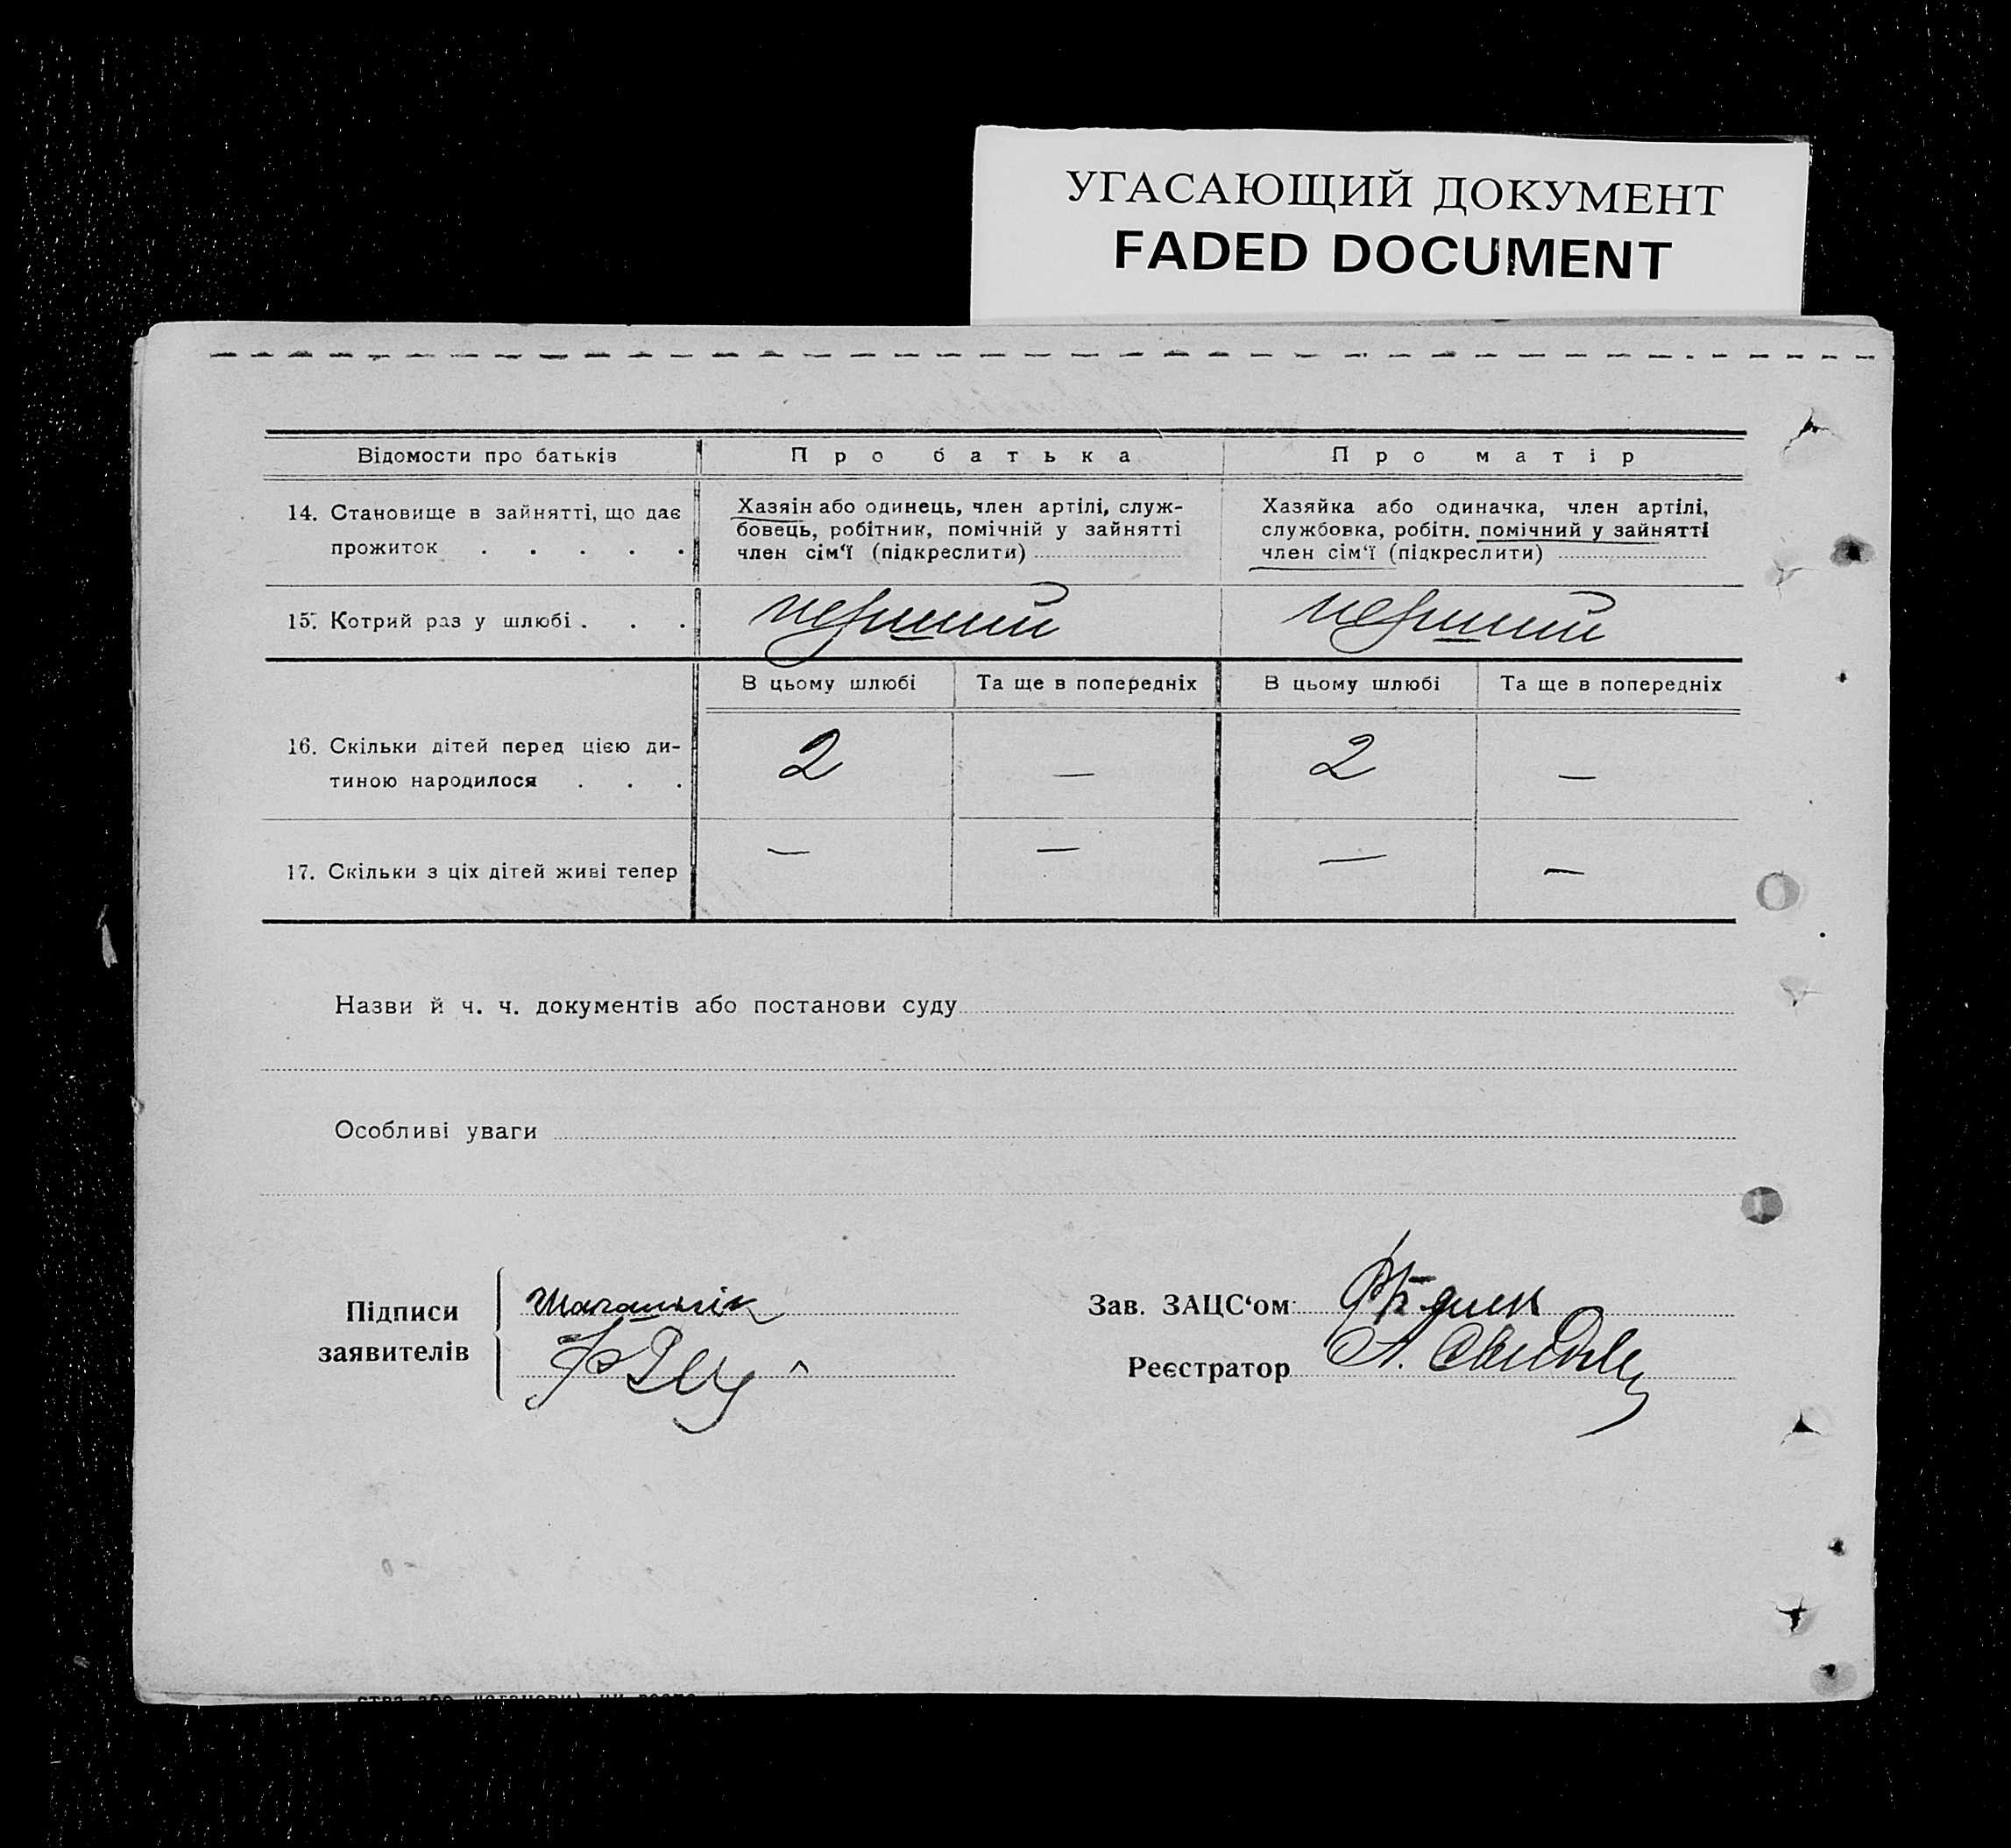 УГАСАЮЩИЙ ДОКУМЕНТ
FADED DOCUMENT
Відомости про батьків
Про батька
Про матір
14. Становище в зайнятті, що дає
прожиток . . . . .
Хазяін або одинець, член артілі, служ-
бовець, робітник, помічній у зайнятті
член сім‘ї (підкреслити)
Хазяйка або одиначка, член артілі,
службовка, робітн. помічний у зайнятті
член сім‘ї (підкреслити)
15. Котрий раз у шлюбі . . .
перший
перший
В цьому шлюбі
Та ще в попередніх
В цьому шлюбі
Та ще в попередніх
16. Скільки дітей перед цією ди-
тиною народилося . . .
2
—
2
—
17. Скільки з ціх дітей живі тепер
—
—
—
—
Назви й ч. ч. документів або постанови суду
Особливі уваги
Підписи
заявителів
Зав. ЗАЦС‘ом
Реєстратор